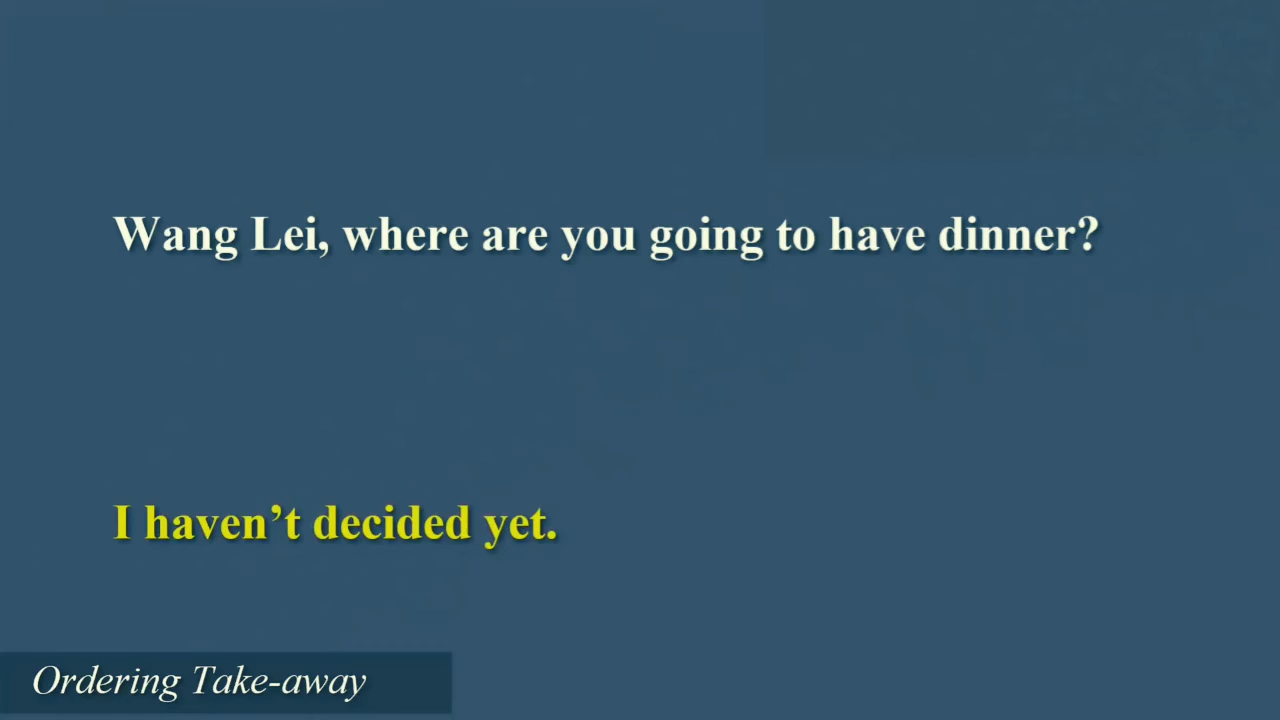 Wang Lei, where are you going to have dinner?
I haven’t decided yet.
Ordering Take-away